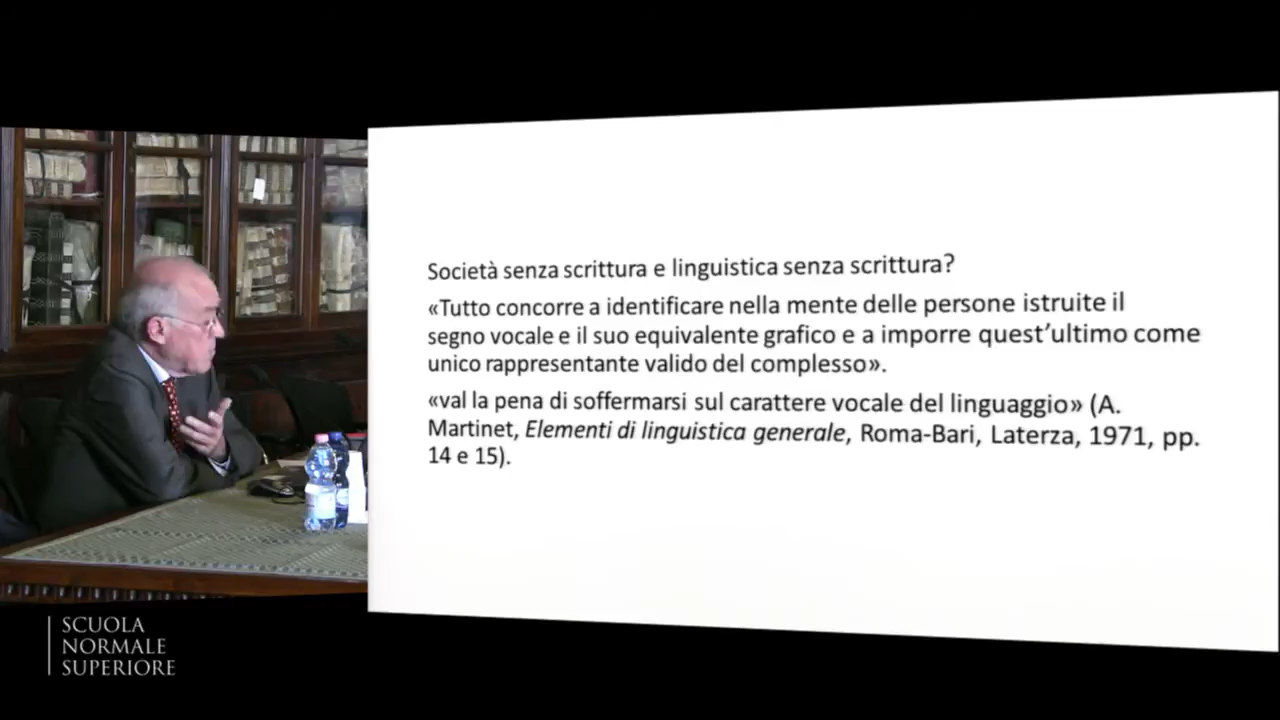 Società senza scrittura e linguistica senza scrittura?
«Tutto concorre a identificare nella mente delle persone istruite il
segno vocale e il suo equivalente grafico e a imporre quest'ultimo come
unico rappresentante valido del complesso».
«val la pena di soffermarsi sul carattere vocale del linguaggio» (A.
Martinet, Elementi di linguistica generale, Roma-Bari, Laterza, 1971, pp.
14 e 15).
SCUOLA
NORMALE
SUPERIORE